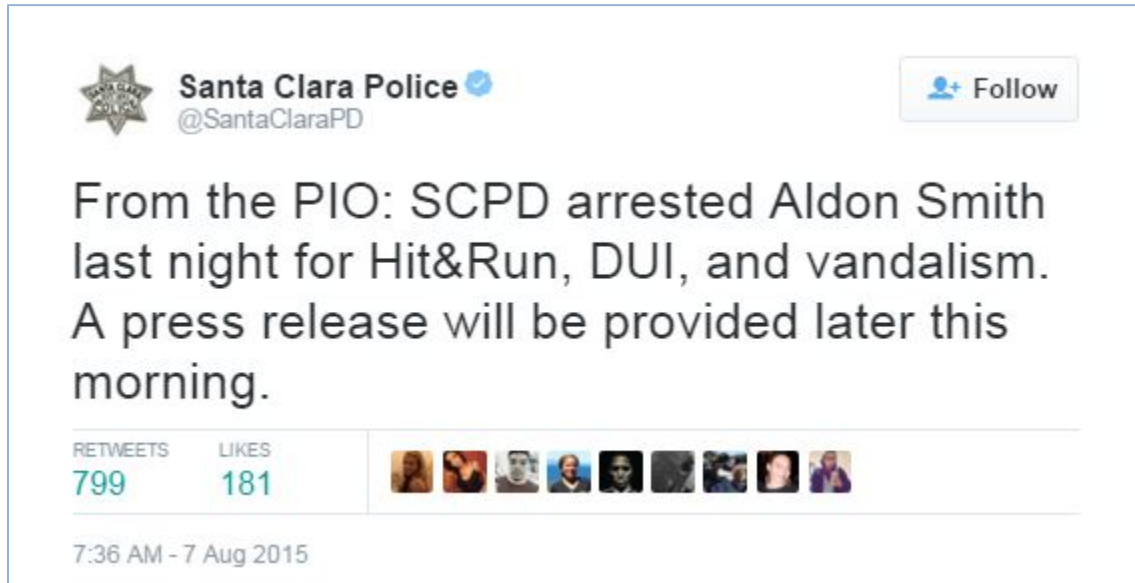 Santa Clara Police
@SantaClaraPD
Follow
From the PIO: SCPD arrested Aldon Smith
last night for Hit&Run, DUI, and vandalism.
A press release will be provided later this
morning.
RETWEETS LIKES
799 181
7:36 AM - 7 Aug 2015